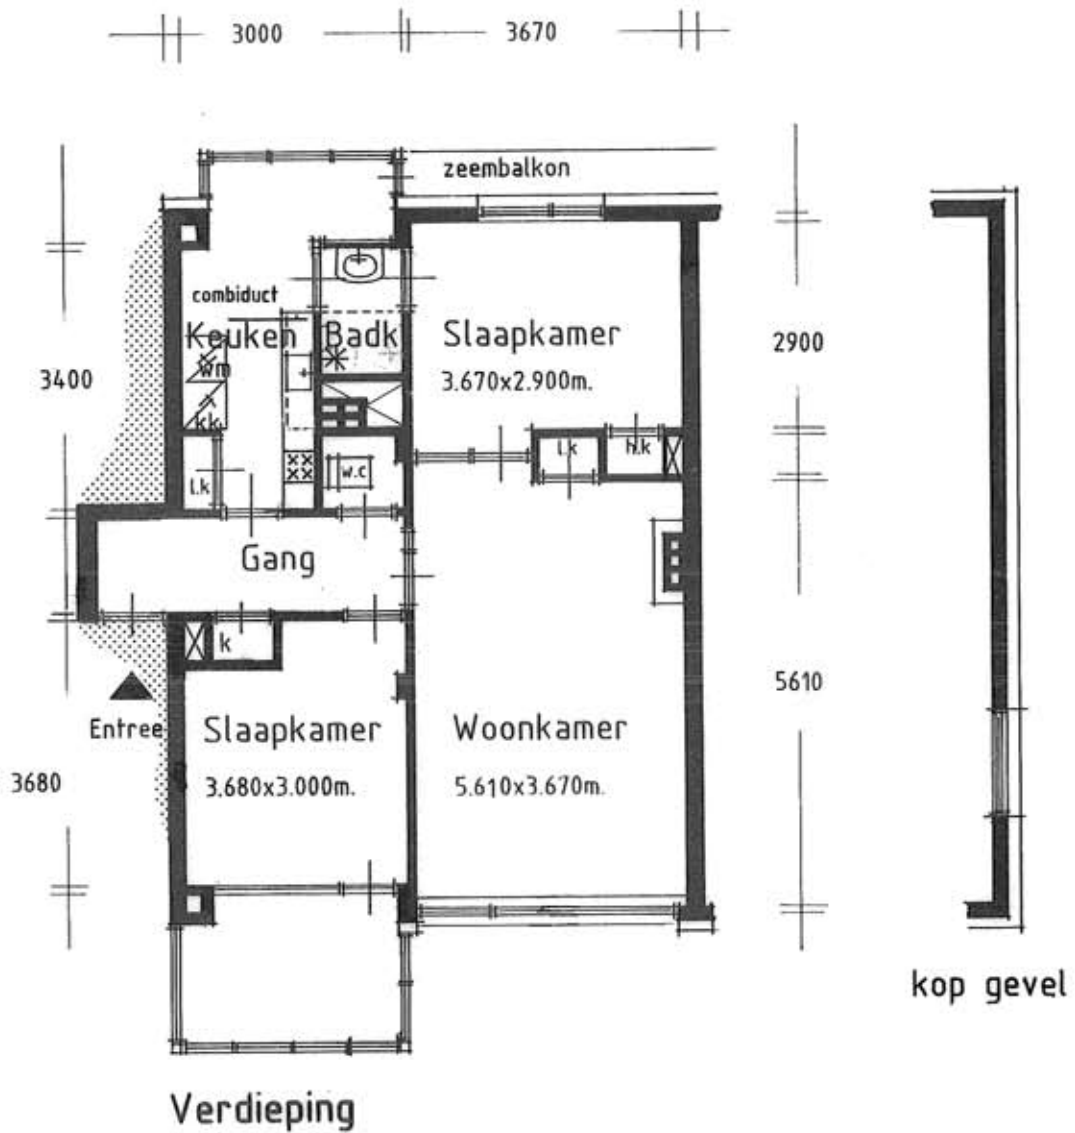 3000
3670
zeembalkon
combiduct
Keuken
Badk
Slaapkamer
2900
wm
3400
3.670x2.900m.
kk
l.k
h.k
w.c
l.k
Gang
k
5610
Entree
Slaapkamer
Woonkamer
3680
3.680x3.000m.
5.610x3.670m.
kop gevel
Verdieping